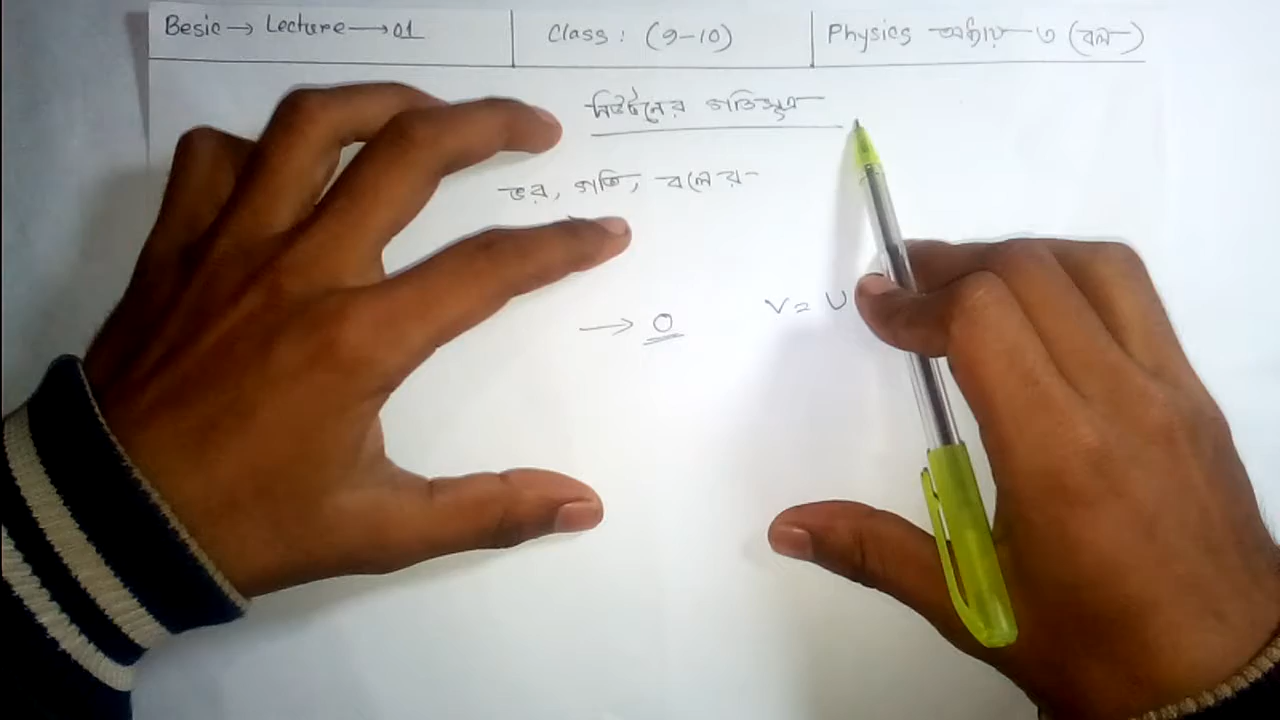 Besic → Lecture → 01
Class: (9-10)
Physics অধ্যায় ৩ (বল)
নিউটনের গতিসূত্র
ভর, গতি, বলের
→ 0
V = U